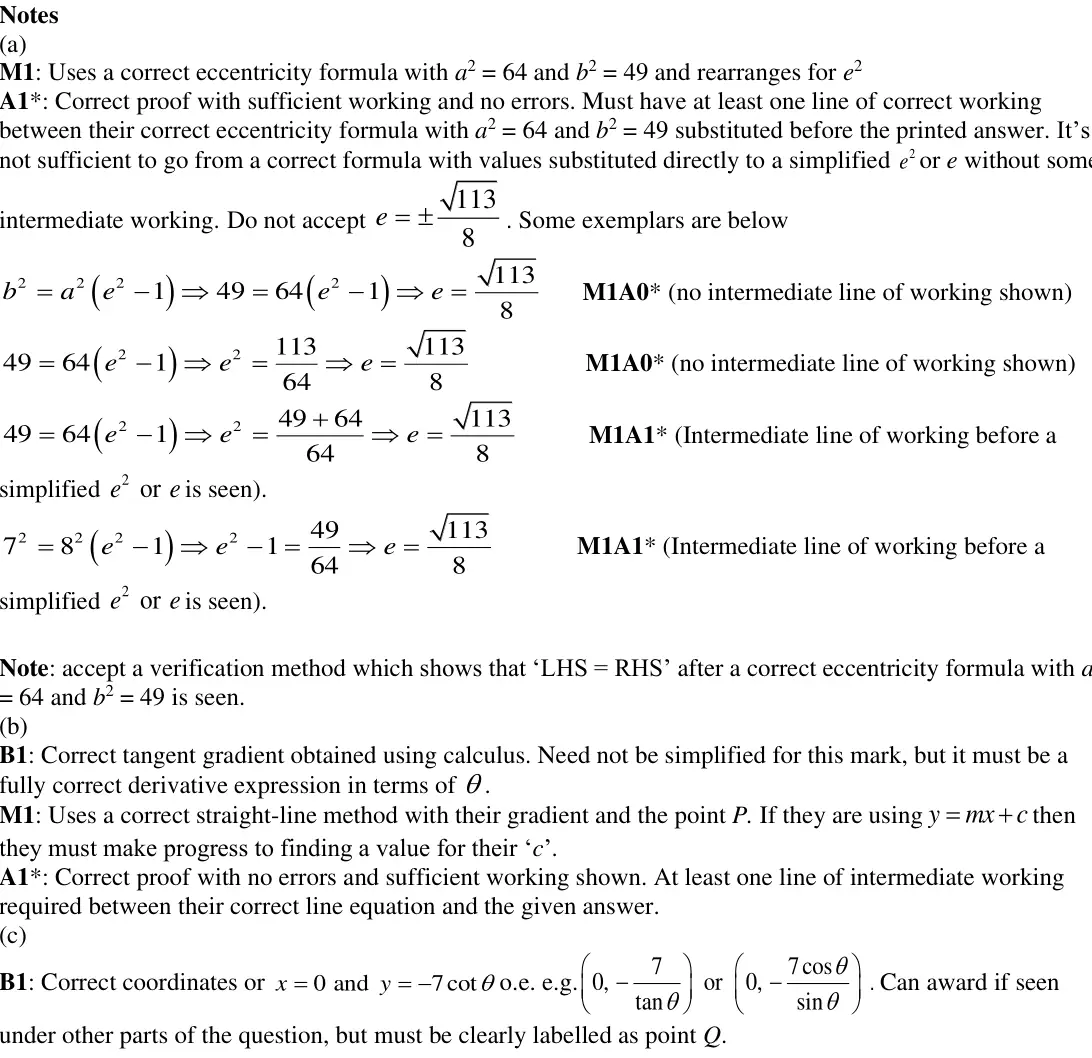 Notes
(a)
M1: Uses a correct eccentricity formula with a² = 64 and b² = 49 and rearranges for e²
A1*: Correct proof with sufficient working and no errors. Must have at least one line of correct working
between their correct eccentricity formula with a² = 64 and b² = 49 substituted before the printed answer. It’s
not sufficient to go from a correct formula with values substituted directly to a simplified e² or e without some
intermediate working. Do not accept e = ±√113/8 . Some exemplars are below
b² = a²(e² − 1) ⇒ 49 = 64(e² − 1) ⇒ e = √113/8 M1A0* (no intermediate line of working shown)
49 = 64(e² − 1) ⇒ e² = 113/64 ⇒ e = √113/8 M1A0* (no intermediate line of working shown)
49 = 64(e² − 1) ⇒ e² = (49 + 64)/64 ⇒ e = √113/8 M1A1* (Intermediate line of working before a
simplified e² or e is seen).
7² = 8²(e² − 1) ⇒ e² − 1 = 49/64 ⇒ e = √113/8 M1A1* (Intermediate line of working before a
simplified e² or e is seen).
Note: accept a verification method which shows that ‘LHS = RHS’ after a correct eccentricity formula with a
= 64 and b² = 49 is seen.
(b)
B1: Correct tangent gradient obtained using calculus. Need not be simplified for this mark, but it must be a
fully correct derivative expression in terms of θ.
M1: Uses a correct straight-line method with their gradient and the point P. If they are using y = mx + c then
they must make progress to finding a value for their ‘c’.
A1*: Correct proof with no errors and sufficient working shown. At least one line of intermediate working
required between their correct line equation and the given answer.
(c)
B1: Correct coordinates or x = 0 and y = −7cotθ o.e. e.g. (0, −7/tanθ) or (0, −7cosθ/sinθ). Can award if seen
under other parts of the question, but must be clearly labelled as point Q.